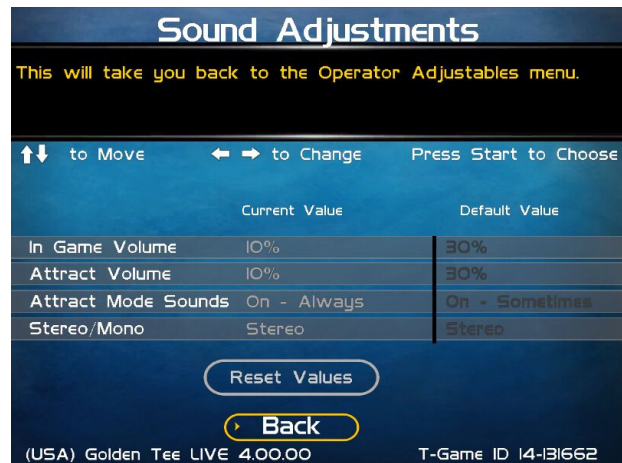 Sound Adjustments
This will take you back to the Operator Adjustables menu.
to Move to Change Press Start to Choose
Current Value Default Value
In Game Volume 10% 30%
Attract Volume 10% 30%
Attract Mode Sounds On - Always On - Sometimes
Stereo/Mono Stereo Stereo
Reset Values
Back
(USA) Golden Tee LIVE 4.00.00 T-Game ID 14-131662